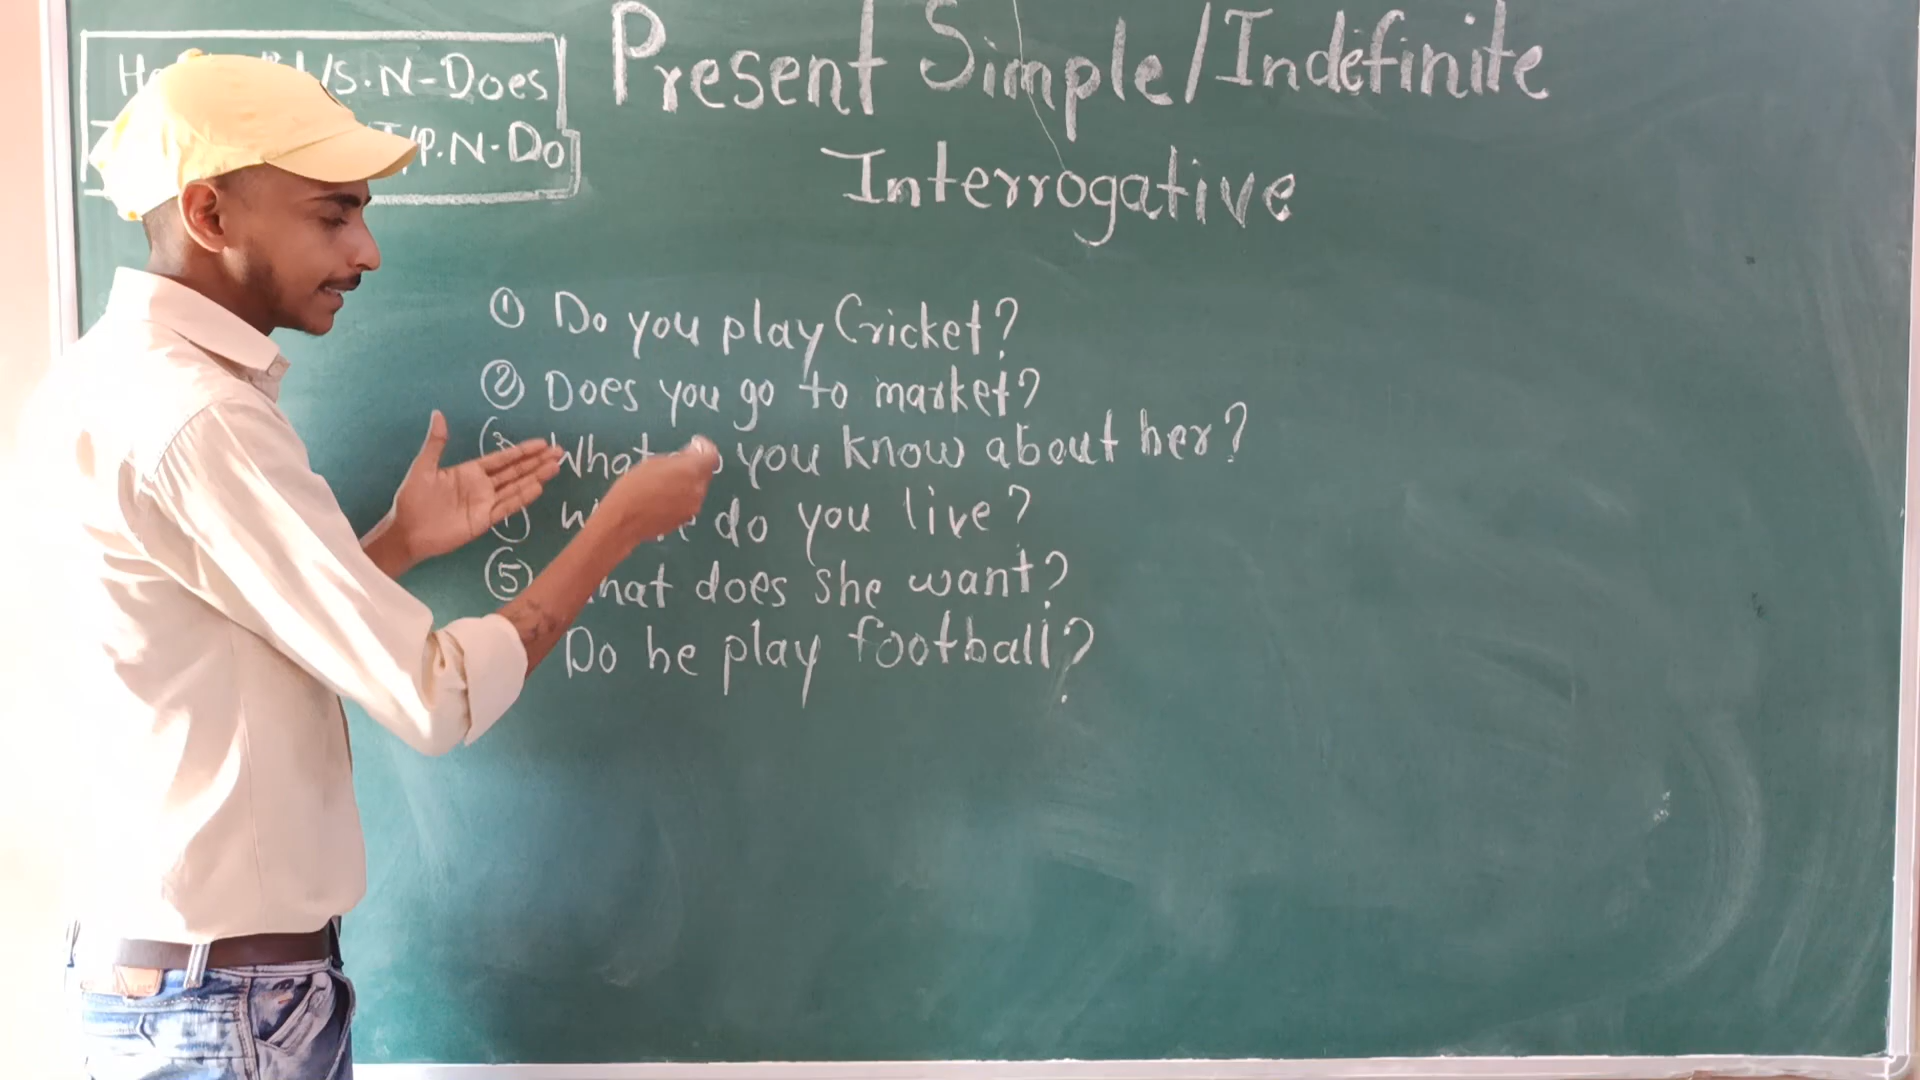 /S.N-Does
/P.N-Do
Present Simple/Indefinite
Interrogative
① Do you play Cricket?
② Does you go to market?
What you know about her?
do you live?
⑤ does she want?
Do he play football?